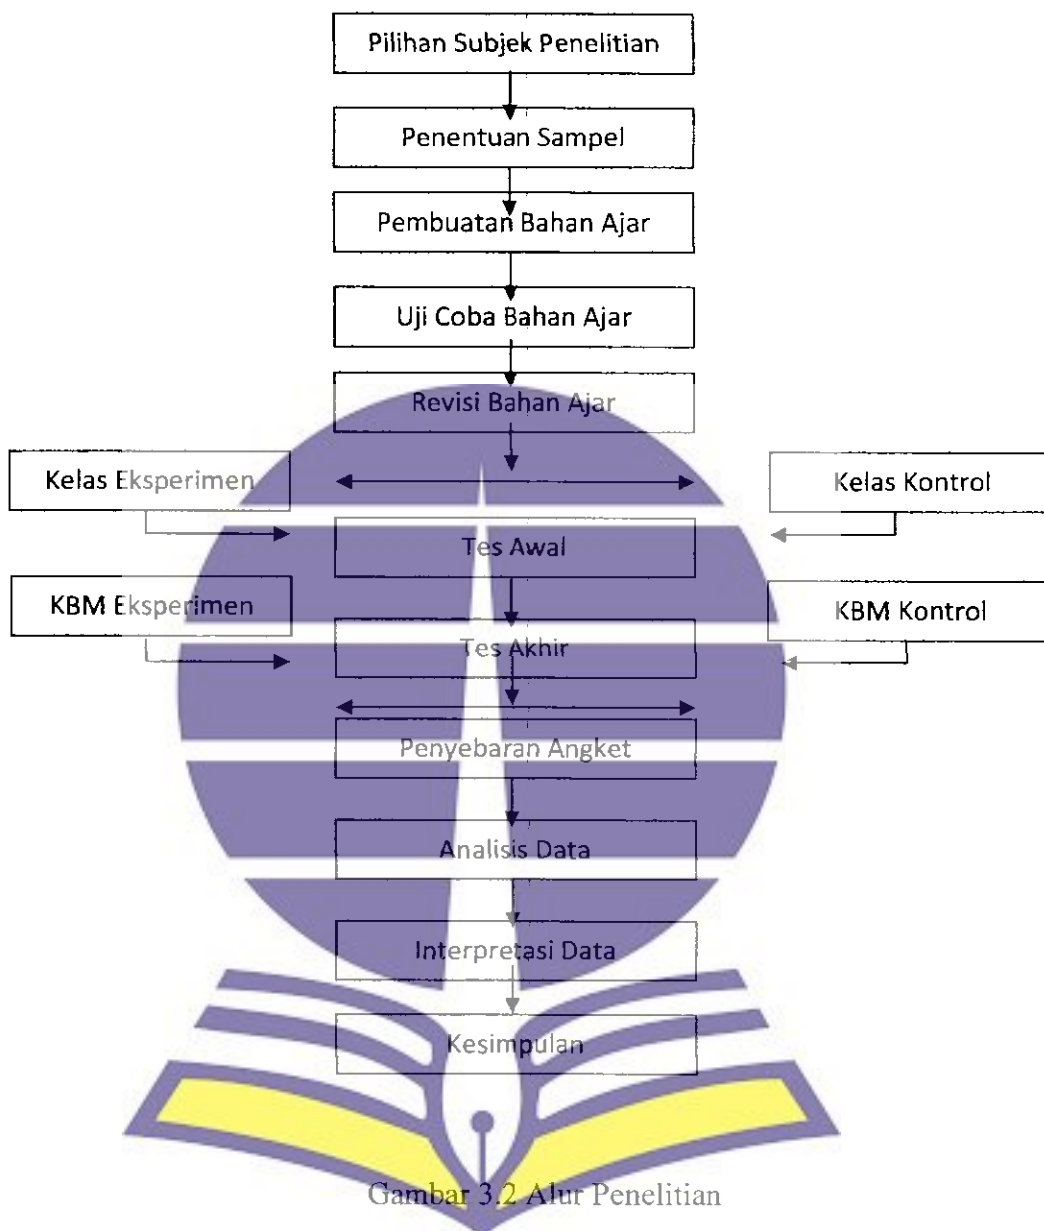 Pilihan Subjek Penelitian
Penentuan Sampel
Pembuatan Bahan Ajar
Uji Coba Bahan Ajar
Revisi Bahan Ajar
Kelas Eksperimen
Kelas Kontrol
Tes Awal
KBM Eksperimen
KBM Kontrol
Tes Akhir
Penyebaran Angket
Analisis Data
Interpretasi Data
Kesimpulan
Gambar 3.2 Alur Penelitian